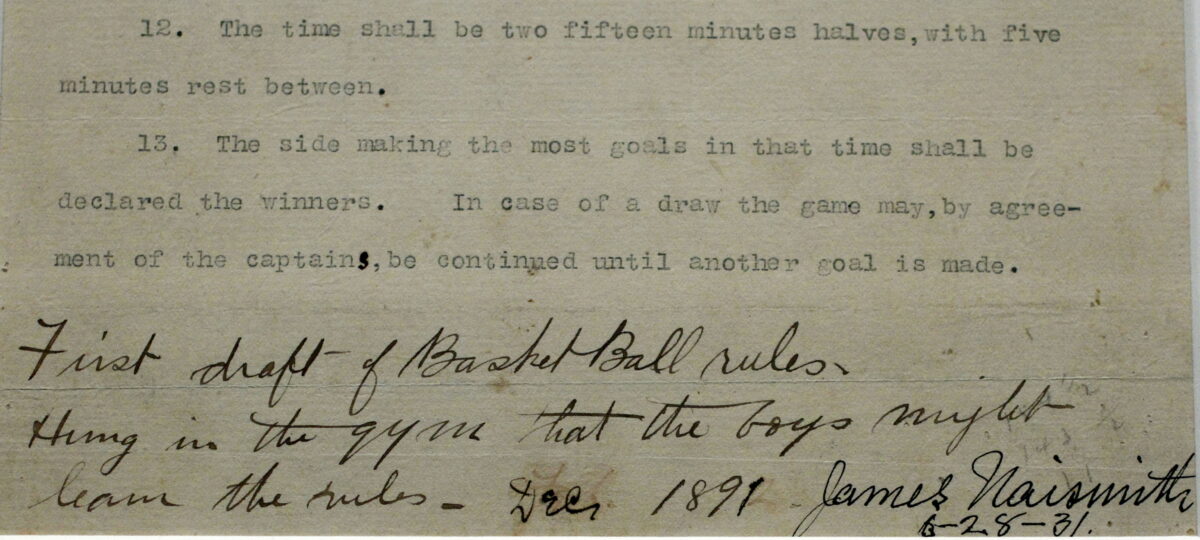 12. The time shall be two fifteen minutes halves,with five
minutes rest between.
13. The side making the most goals in that time shall be
declared the winners. In case of a draw the game may,by agree-
ment of the captains,be continued until another goal is made.
First draft of Basket Ball rules.
Hung in the gym that the boys might
learn the rules - Dec. 1891 James Naismith
6-28-31.